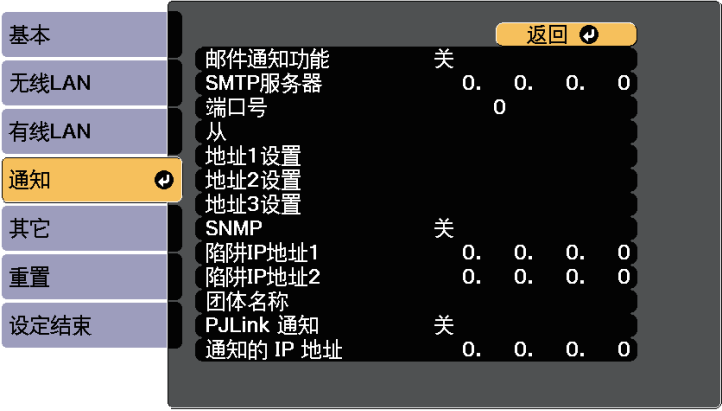 基本
无线LAN
有线LAN
通知
其它
重置
设定结束
返回
邮件通知功能 关
SMTP服务器 0. 0. 0. 0
端口号 0
从
地址1设置
地址2设置
地址3设置
SNMP 关
陷阱IP地址1 0. 0. 0. 0
陷阱IP地址2 0. 0. 0. 0
团体名称
PJLink 通知 关
通知的 IP 地址 0. 0. 0. 0